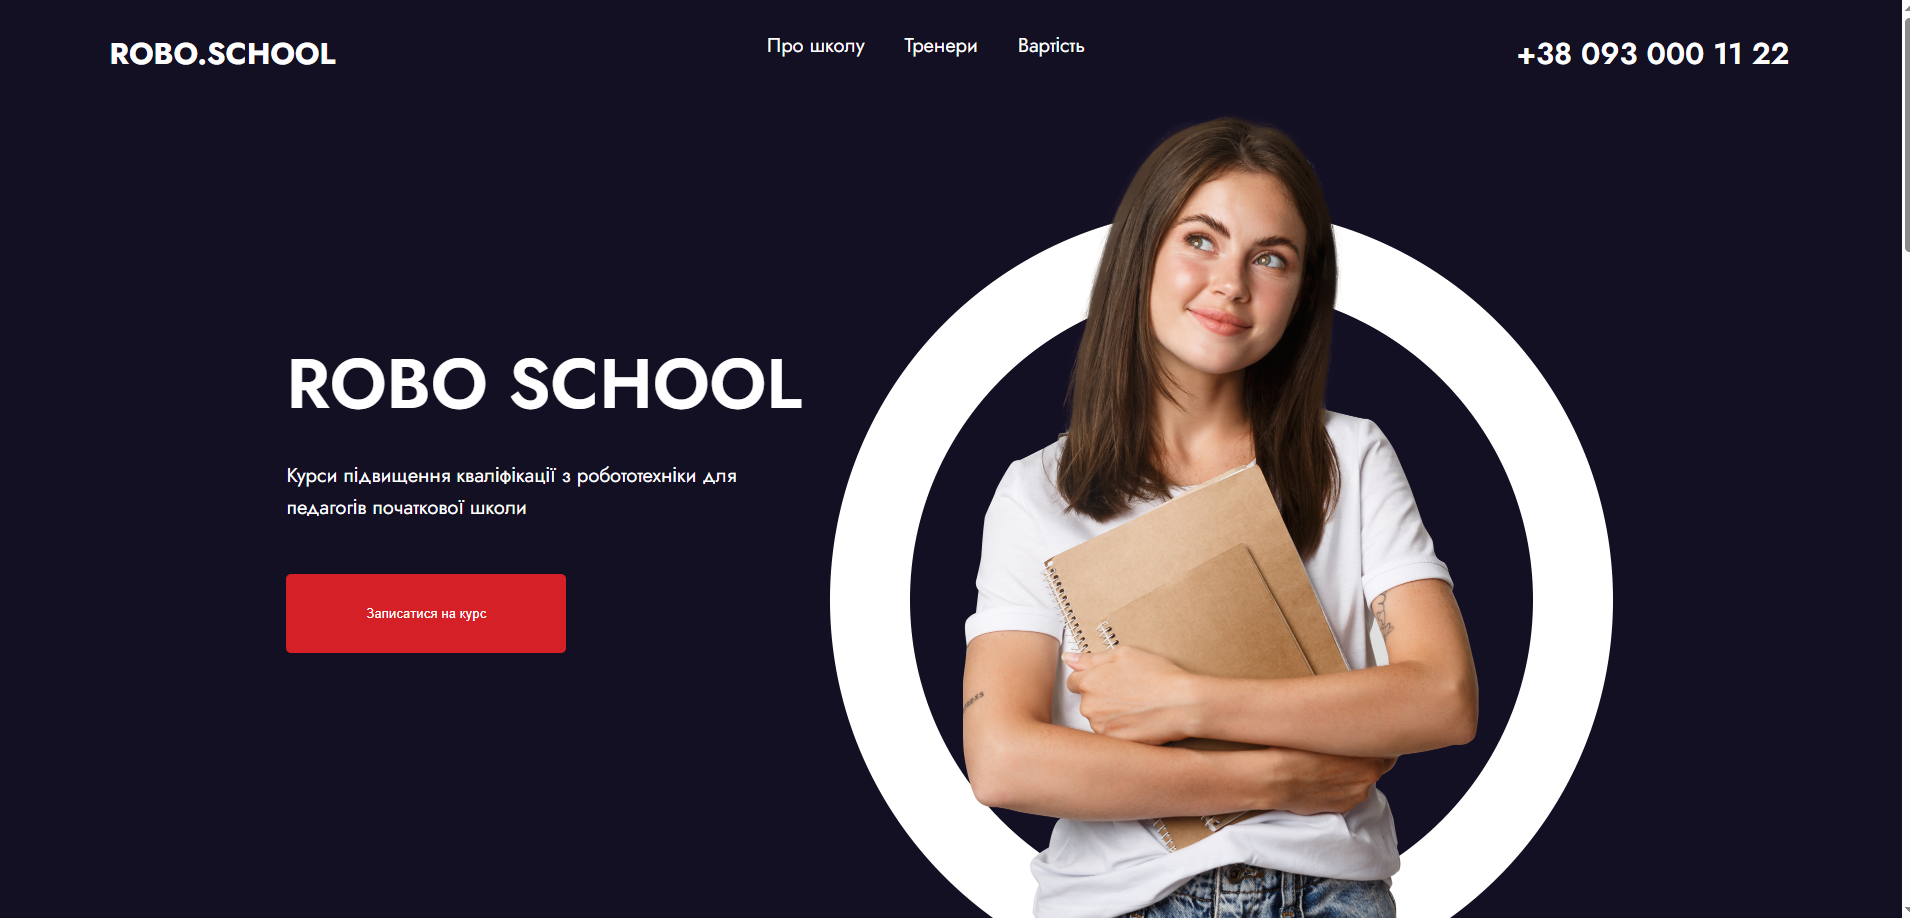 ROBO.SCHOOL
Про школу Тренери Вартість
+38 093 000 11 22
ROBO SCHOOL
Курси підвищення кваліфікації з робототехніки для
педагогів початкової школи
Записатися на курс